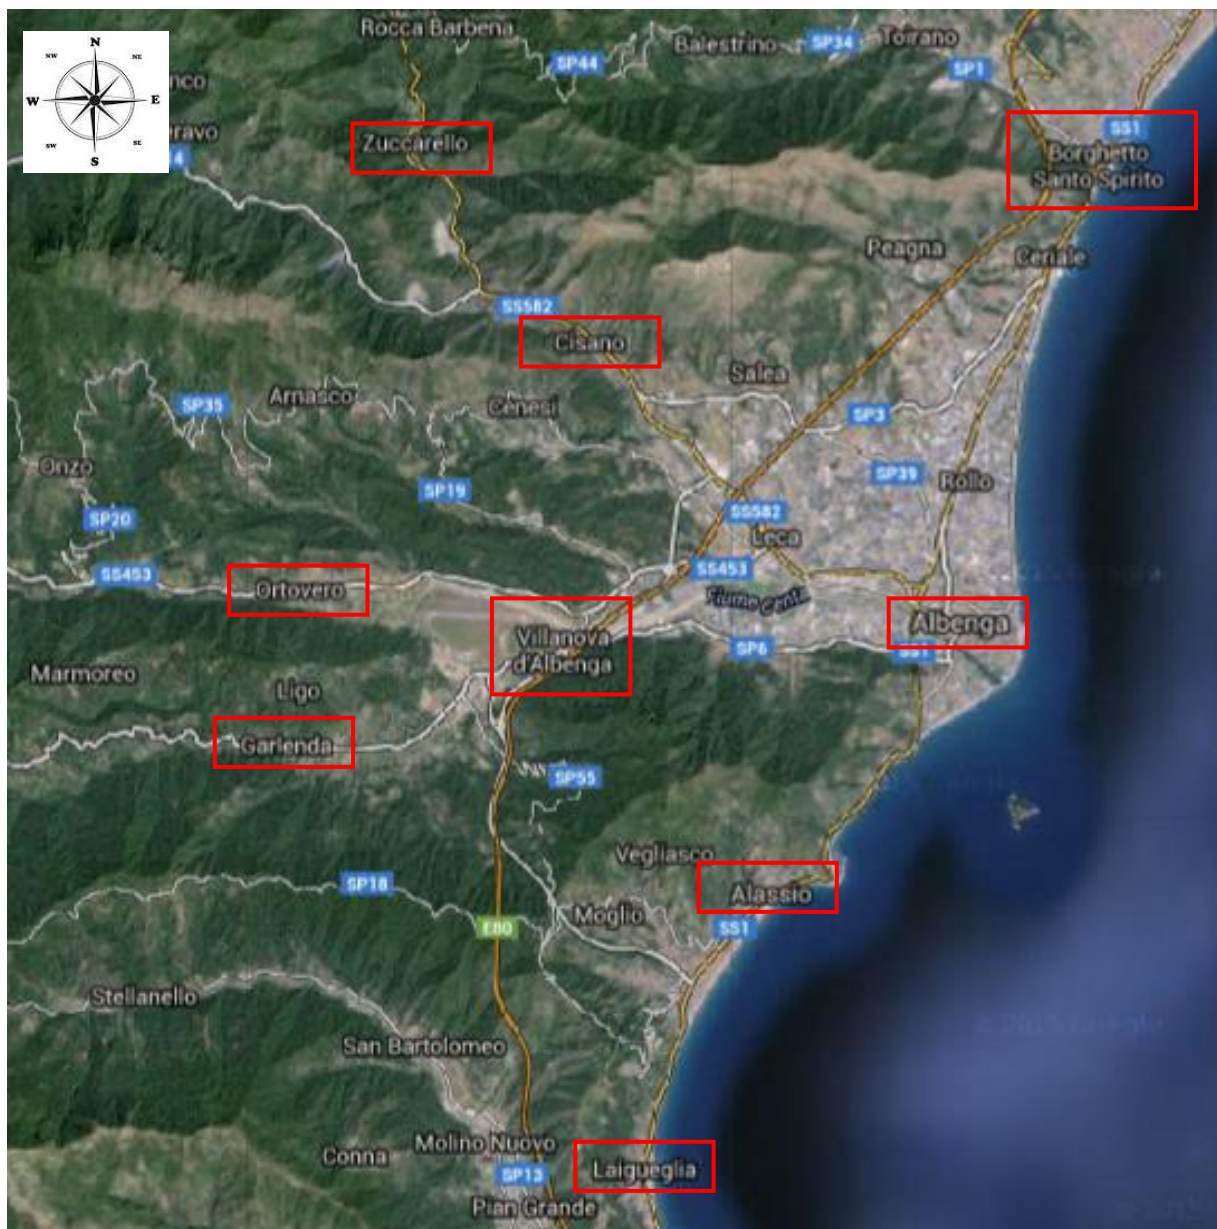 Rocca Barbena
Balestrino
SP34
Toirano
SP44
SP1
N
NW
NE
W
E
SW
SE
S
Zuccarello
SS1
Borghetto
Santo Spirito
Peagna
Ceriale
SS582
Cisano
Salea
Arnasco
SP35
Cenesi
SP3
Onzo
SP19
SP39
Rollo
SP20
SS582
Leca
SS453
SS453
Ortovero
Fiume Centa
Albenga
Villanova
d'Albenga
SP6
SS1
Marmoreo
Ligo
Garlenda
SP55
Vegliasco
SP18
Alassio
Moglio
E80
SS1
Stellanello
San Bartolomeo
Molino Nuovo
Conna
SP13
Laigueglia
Pian Grande